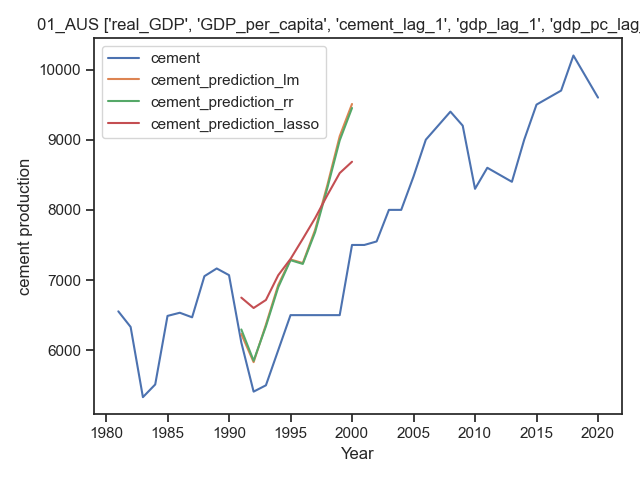 01_AUS ['real_GDP', 'GDP_per_capita', 'cement_lag_1', 'gdp_lag_1', 'gdp_pc_lag_
cement
cement_prediction_lm
cement_prediction_rr
cement_prediction_lasso
10000
9000
8000
7000
6000
cement production
1980 1985 1990 1995 2000 2005 2010 2015 2020
Year